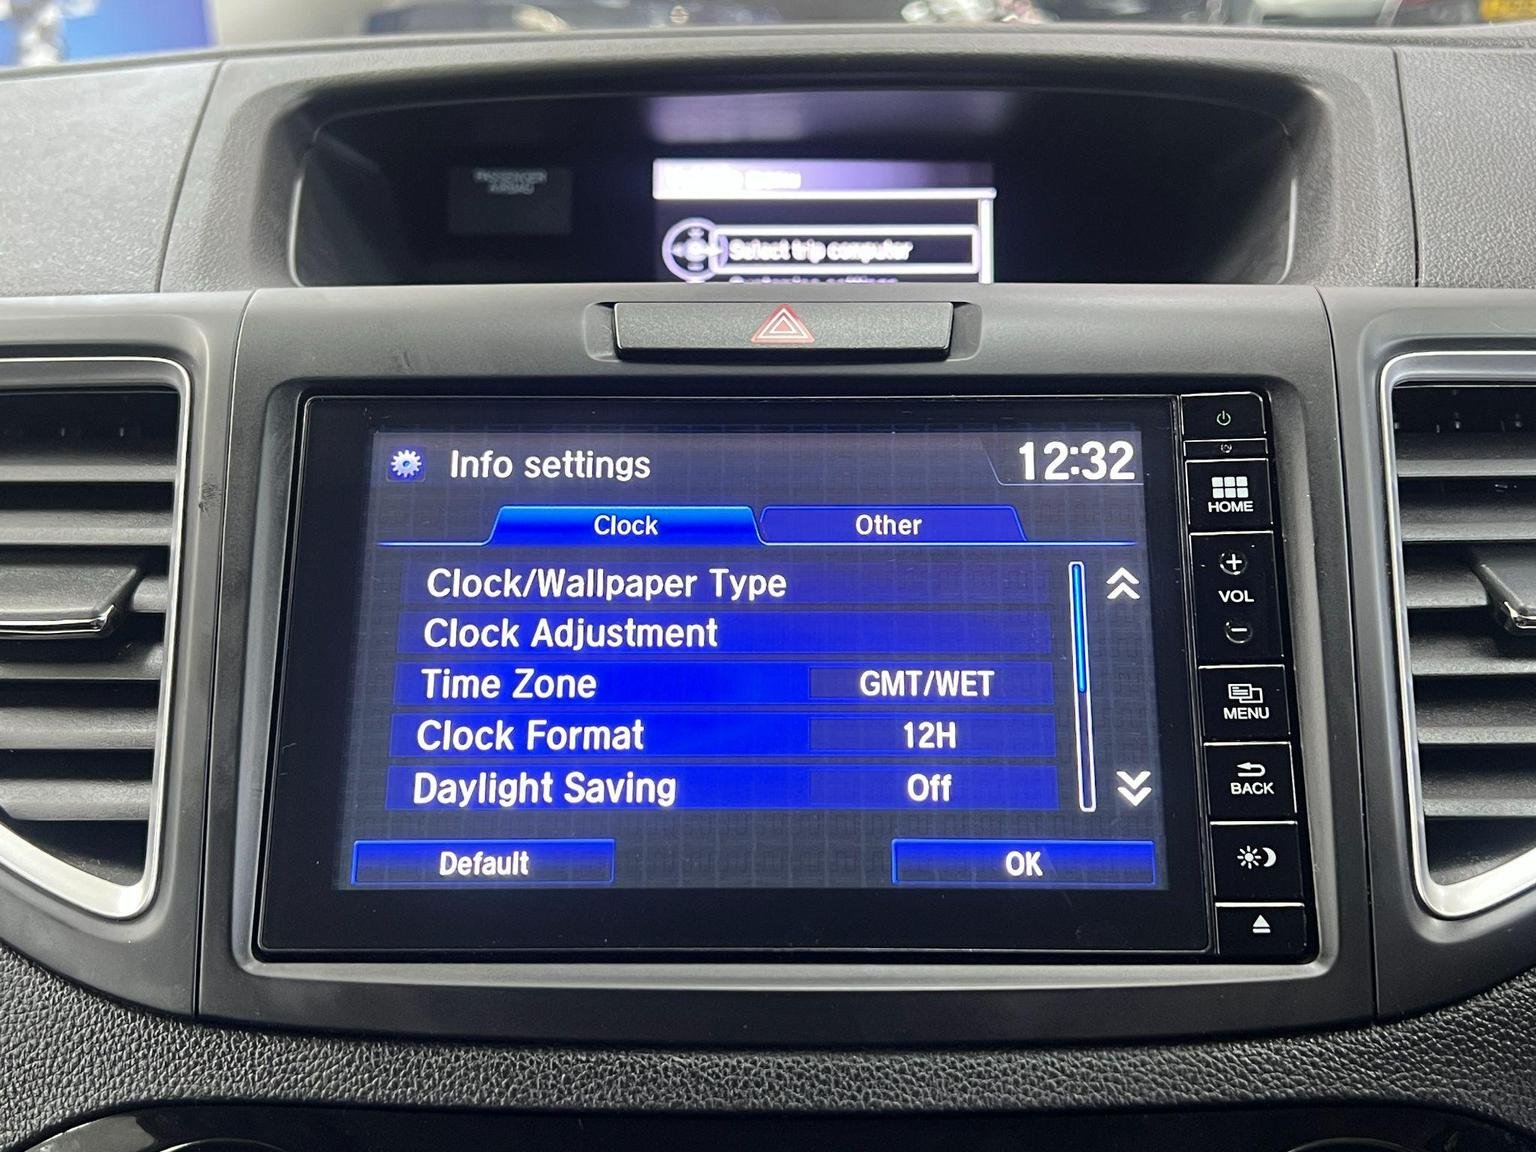 PASSENGER
AIRBAG
Select trip computer
Info settings
12:32
Clock
Other
Clock/Wallpaper Type
Clock Adjustment
Time Zone GMT/WET
Clock Format 12H
Daylight Saving Off
Default
OK
HOME
VOL
MENU
BACK